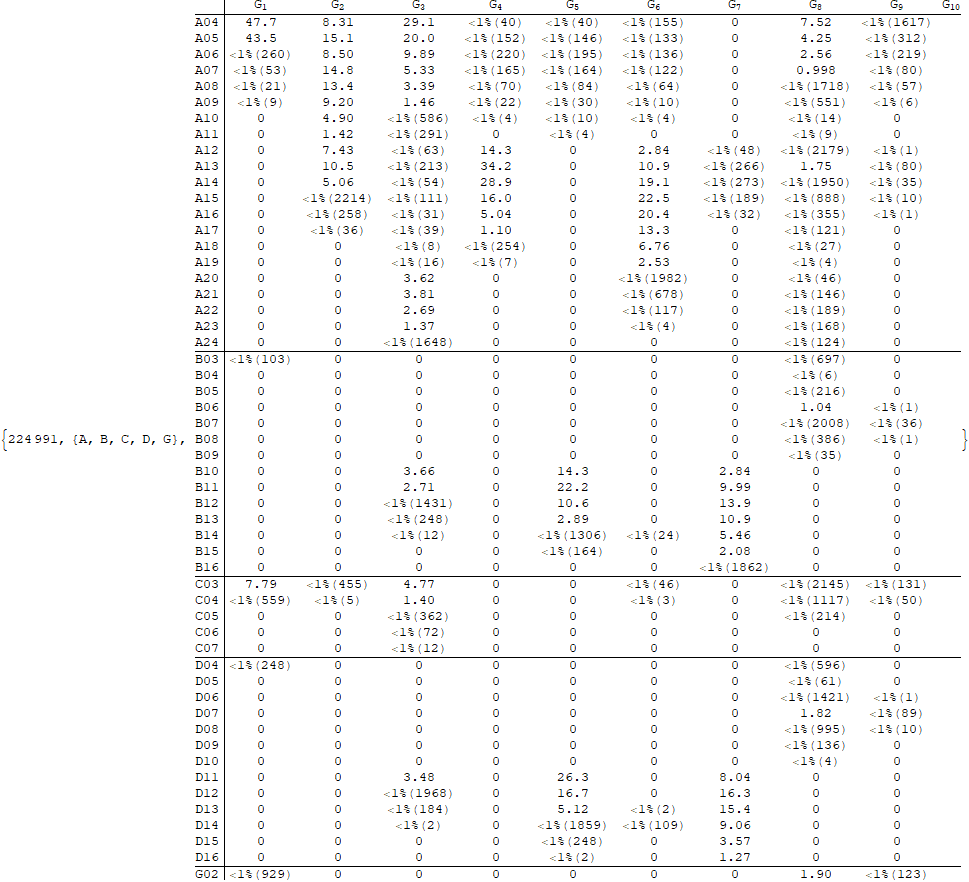 G1 G2 G3 G4 G5 G6 G7 G8 G9 G10
A04 47.7 8.31 29.1 <1%(40) <1%(40) <1%(155) 0 7.52 <1%(1617)
A05 43.5 15.1 20.0 <1%(152) <1%(146) <1%(133) 0 4.25 <1%(312)
A06 <1%(260) 8.50 9.89 <1%(220) <1%(195) <1%(136) 0 2.56 <1%(219)
A07 <1%(53) 14.8 5.33 <1%(165) <1%(164) <1%(122) 0 0.998 <1%(80)
A08 <1%(21) 13.4 3.39 <1%(70) <1%(84) <1%(64) 0 <1%(1718) <1%(57)
A09 <1%(9) 9.20 1.46 <1%(22) <1%(30) <1%(10) 0 <1%(551) <1%(6)
A10 0 4.90 <1%(586) <1%(4) <1%(10) <1%(4) 0 <1%(14) 0
A11 0 1.42 <1%(291) 0 <1%(4) 0 0 <1%(9) 0
A12 0 7.43 <1%(63) 14.3 0 2.84 <1%(48) <1%(2179) <1%(1)
A13 0 10.5 <1%(213) 34.2 0 10.9 <1%(266) 1.75 <1%(80)
A14 0 5.06 <1%(54) 28.9 0 19.1 <1%(273) <1%(1950) <1%(35)
A15 0 <1%(2214) <1%(111) 16.0 0 22.5 <1%(189) <1%(888) <1%(10)
A16 0 <1%(258) <1%(31) 5.04 0 20.4 <1%(32) <1%(355) <1%(1)
A17 0 <1%(36) <1%(39) 1.10 0 13.3 0 <1%(121) 0
A18 0 0 <1%(8) <1%(254) 0 6.76 0 <1%(27) 0
A19 0 0 <1%(16) <1%(7) 0 2.53 0 <1%(4) 0
A20 0 0 3.62 0 0 <1%(1982) 0 <1%(46) 0
A21 0 0 3.81 0 0 <1%(678) 0 <1%(146) 0
A22 0 0 2.69 0 0 <1%(117) 0 <1%(189) 0
A23 0 0 1.37 0 0 <1%(4) 0 <1%(168) 0
A24 0 0 <1%(1648) 0 0 0 0 <1%(124) 0
B03 <1%(103) 0 0 0 0 0 0 <1%(697) 0
B04 0 0 0 0 0 0 0 <1%(6) 0
B05 0 0 0 0 0 0 0 <1%(216) 0
B06 0 0 0 0 0 0 0 1.04 <1%(1)
B07 0 0 0 0 0 0 0 <1%(2008) <1%(36)
{224991, {A, B, C, D, G}, B08 0 0 0 0 0 0 0 <1%(386) <1%(1) }
B09 0 0 0 0 0 0 0 <1%(35) 0
B10 0 0 3.66 0 14.3 0 2.84 0 0
B11 0 0 2.71 0 22.2 0 9.99 0 0
B12 0 0 <1%(1431) 0 10.6 0 13.9 0 0
B13 0 0 <1%(248) 0 2.89 0 10.9 0 0
B14 0 0 <1%(12) 0 <1%(1306) <1%(24) 5.46 0 0
B15 0 0 0 0 <1%(164) 0 2.08 0 0
B16 0 0 0 0 0 0 <1%(1862) 0 0
C03 7.79 <1%(455) 4.77 0 0 <1%(46) 0 <1%(2145) <1%(131)
C04 <1%(559) <1%(5) 1.40 0 0 <1%(3) 0 <1%(1117) <1%(50)
C05 0 0 <1%(362) 0 0 0 0 <1%(214) 0
C06 0 0 <1%(72) 0 0 0 0 0 0
C07 0 0 <1%(12) 0 0 0 0 0 0
D04 <1%(248) 0 0 0 0 0 0 <1%(596) 0
D05 0 0 0 0 0 0 0 <1%(61) 0
D06 0 0 0 0 0 0 0 <1%(1421) <1%(1)
D07 0 0 0 0 0 0 0 1.82 <1%(89)
D08 0 0 0 0 0 0 0 <1%(995) <1%(10)
D09 0 0 0 0 0 0 0 <1%(136) 0
D10 0 0 0 0 0 0 0 <1%(4) 0
D11 0 0 3.48 0 26.3 0 8.04 0 0
D12 0 0 <1%(1968) 0 16.7 0 16.3 0 0
D13 0 0 <1%(184) 0 5.12 <1%(2) 15.4 0 0
D14 0 0 <1%(2) 0 <1%(1859) <1%(109) 9.06 0 0
D15 0 0 0 0 <1%(248) 0 3.57 0 0
D16 0 0 0 0 <1%(2) 0 1.27 0 0
G02 <1%(929) 0 0 0 0 0 0 1.90 <1%(123)